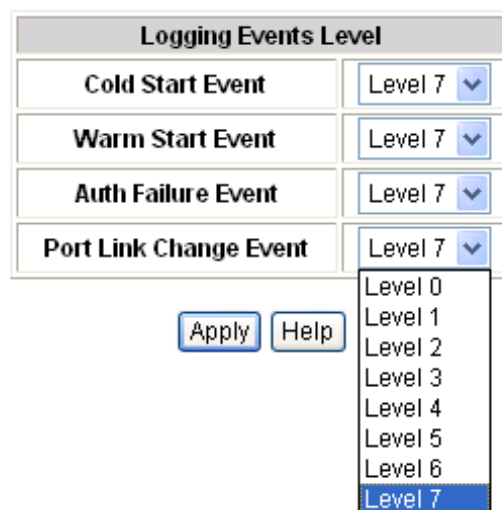 Logging Events Level
Cold Start Event Level 7
Warm Start Event Level 7
Auth Failure Event Level 7
Port Link Change Event Level 7
Level 0
Level 1
Apply Help
Level 2
Level 3
Level 4
Level 5
Level 6
Level 7